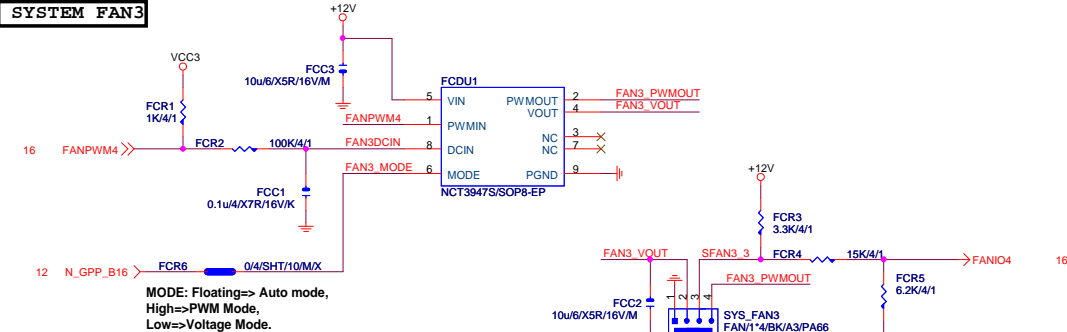 SYSTEM FAN3
+12V
VCC3
FCC3
10u/6/X5R/16V/M
FCDU1
FCR1
1K/4/1
5 VIN PWMOUT 2 FAN3_PWMOUT
VOUT 4 FAN3_VOUT
FANPWM4 1 PWMIN
NC 3
16 FANPWM4 FCR2 100K/4/1 FAN3DCIN 8 DCIN NC 7
FAN3_MODE 6 MODE PGND 9
NCT3947S/SOP8-EP
FCC1
0.1u/4/X7R/16V/K
+12V
FCR3
3.3K/4/1
FAN3_VOUT SFAN3_3 FCR4 15K/4/1 FANIO4 16
12 N_GPP_B16 FCR6 0/4/SHT/10/M/X
FAN3_PWMOUT
FCR5
6.2K/4/1
MODE: Floating=> Auto mode,
High=>PWM Mode,
Low=>Voltage Mode.
FCC2
10u/6/X5R/16V/M
1 2 3 4
SYS_FAN3
FAN/1*4/BK/A3/PA66